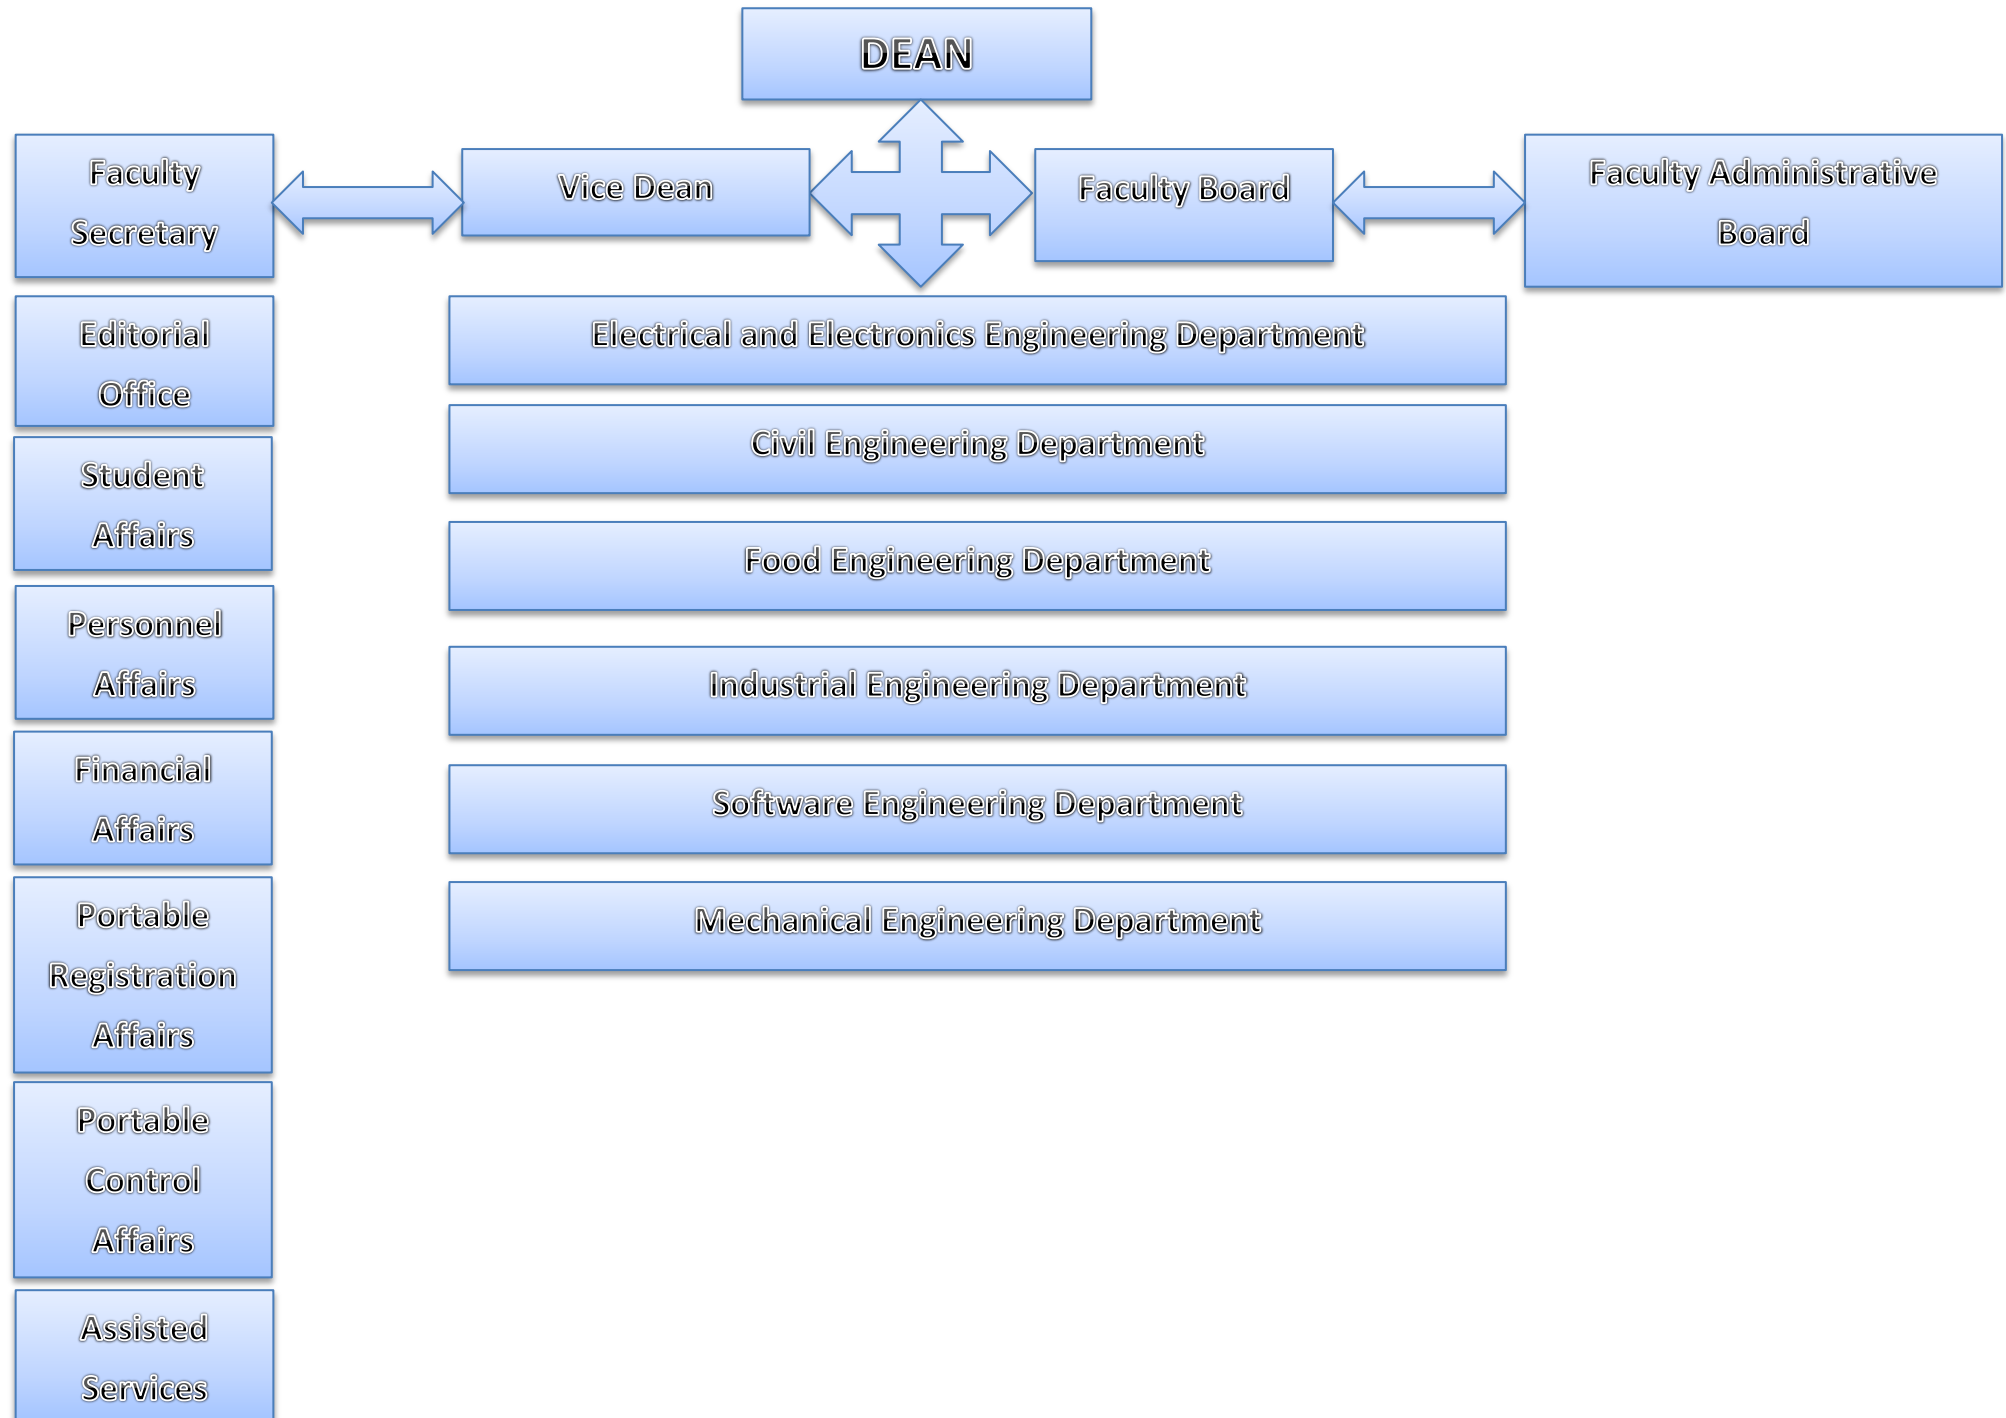 DEAN
Faculty
Secretary
Vice Dean
Faculty Board
Faculty Administrative
Board
Editorial
Office
Student
Affairs
Personnel
Affairs
Financial
Affairs
Portable
Registration
Affairs
Portable
Control
Affairs
Assisted
Services
Electrical and Electronics Engineering Department
Civil Engineering Department
Food Engineering Department
Industrial Engineering Department
Software Engineering Department
Mechanical Engineering Department